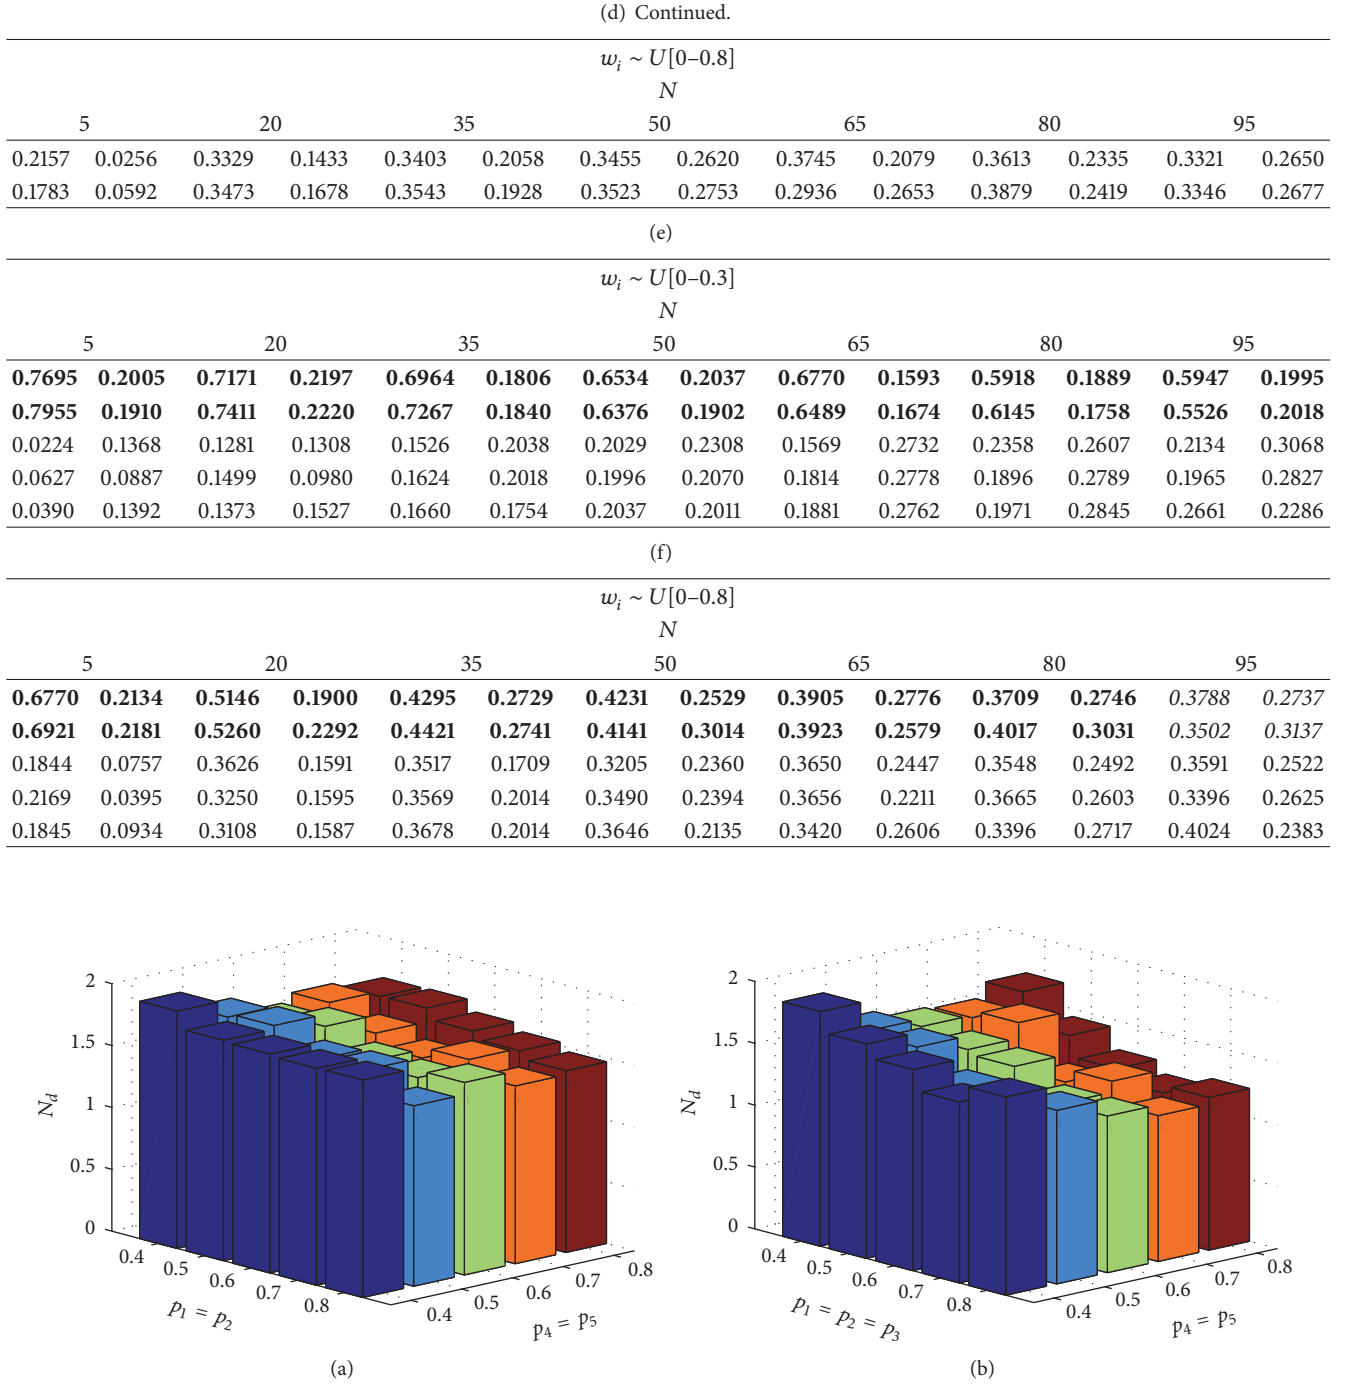 (d) Continued.
w_i ~ U[0–0.8]
N
5 20 35 50 65 80 95
0.2157 0.0256 0.3329 0.1433 0.3403 0.2058 0.3455 0.2620 0.3745 0.2079 0.3613 0.2335 0.3321 0.2650
0.1783 0.0592 0.3473 0.1678 0.3543 0.1928 0.3523 0.2753 0.2936 0.2653 0.3879 0.2419 0.3346 0.2677
(e)
w_i ~ U[0–0.3]
N
5 20 35 50 65 80 95
0.7695 0.2005 0.7171 0.2197 0.6964 0.1806 0.6534 0.2037 0.6770 0.1593 0.5918 0.1889 0.5947 0.1995
0.7955 0.1910 0.7411 0.2220 0.7267 0.1840 0.6376 0.1902 0.6489 0.1674 0.6145 0.1758 0.5526 0.2018
0.0224 0.1368 0.1281 0.1308 0.1526 0.2038 0.2029 0.2308 0.1569 0.2732 0.2358 0.2607 0.2134 0.3068
0.0627 0.0887 0.1499 0.0980 0.1624 0.2018 0.1996 0.2070 0.1814 0.2778 0.1896 0.2789 0.1965 0.2827
0.0390 0.1392 0.1373 0.1527 0.1660 0.1754 0.2037 0.2011 0.1881 0.2762 0.1971 0.2845 0.2661 0.2286
(f)
w_i ~ U[0–0.8]
N
5 20 35 50 65 80 95
0.6770 0.2134 0.5146 0.1900 0.4295 0.2729 0.4231 0.2529 0.3905 0.2776 0.3709 0.2746 0.3788 0.2737
0.6921 0.2181 0.5260 0.2292 0.4421 0.2741 0.4141 0.3014 0.3923 0.2579 0.4017 0.3031 0.3502 0.3137
0.1844 0.0757 0.3626 0.1591 0.3517 0.1709 0.3205 0.2360 0.3650 0.2447 0.3548 0.2492 0.3591 0.2522
0.2169 0.0395 0.3250 0.1595 0.3569 0.2014 0.3490 0.2394 0.3656 0.2211 0.3665 0.2603 0.3396 0.2625
0.1845 0.0934 0.3108 0.1587 0.3678 0.2014 0.3646 0.2135 0.3420 0.2606 0.3396 0.2717 0.4024 0.2383
2
1.5
1
0.5
0
N_d
0.4 0.5 0.6 0.7 0.8
p_1 = p_2
0.4 0.5 0.6 0.7 0.8
p_4 = p_5
(a)
2
1.5
1
0.5
0
N_d
0.4 0.5 0.6 0.7 0.8
p_1 = p_2 = p_3
0.4 0.5 0.6 0.7 0.8
p_4 = p_5
(b)